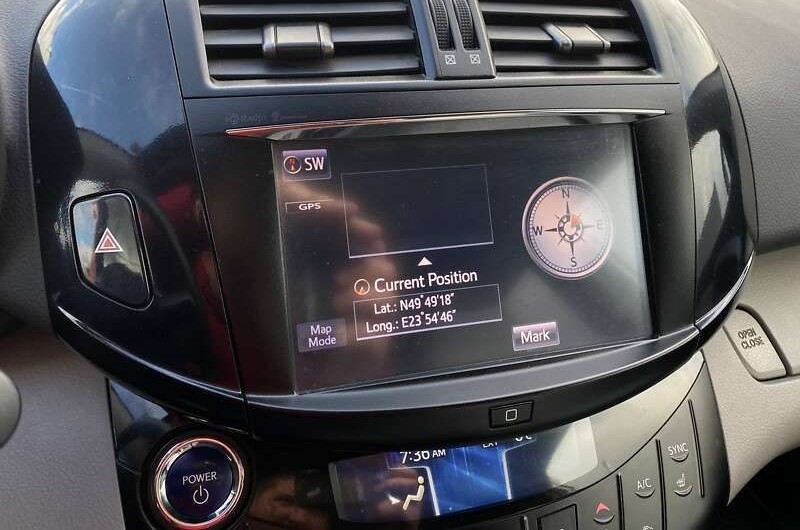 SW
GPS
N
W
E
S
Current Position
Lat.: N49°49'18"
Long.: E23°54'46"
Map
Mode
Mark
OPEN
CLOSE
7:36 AM
POWER
A/C
SYNC